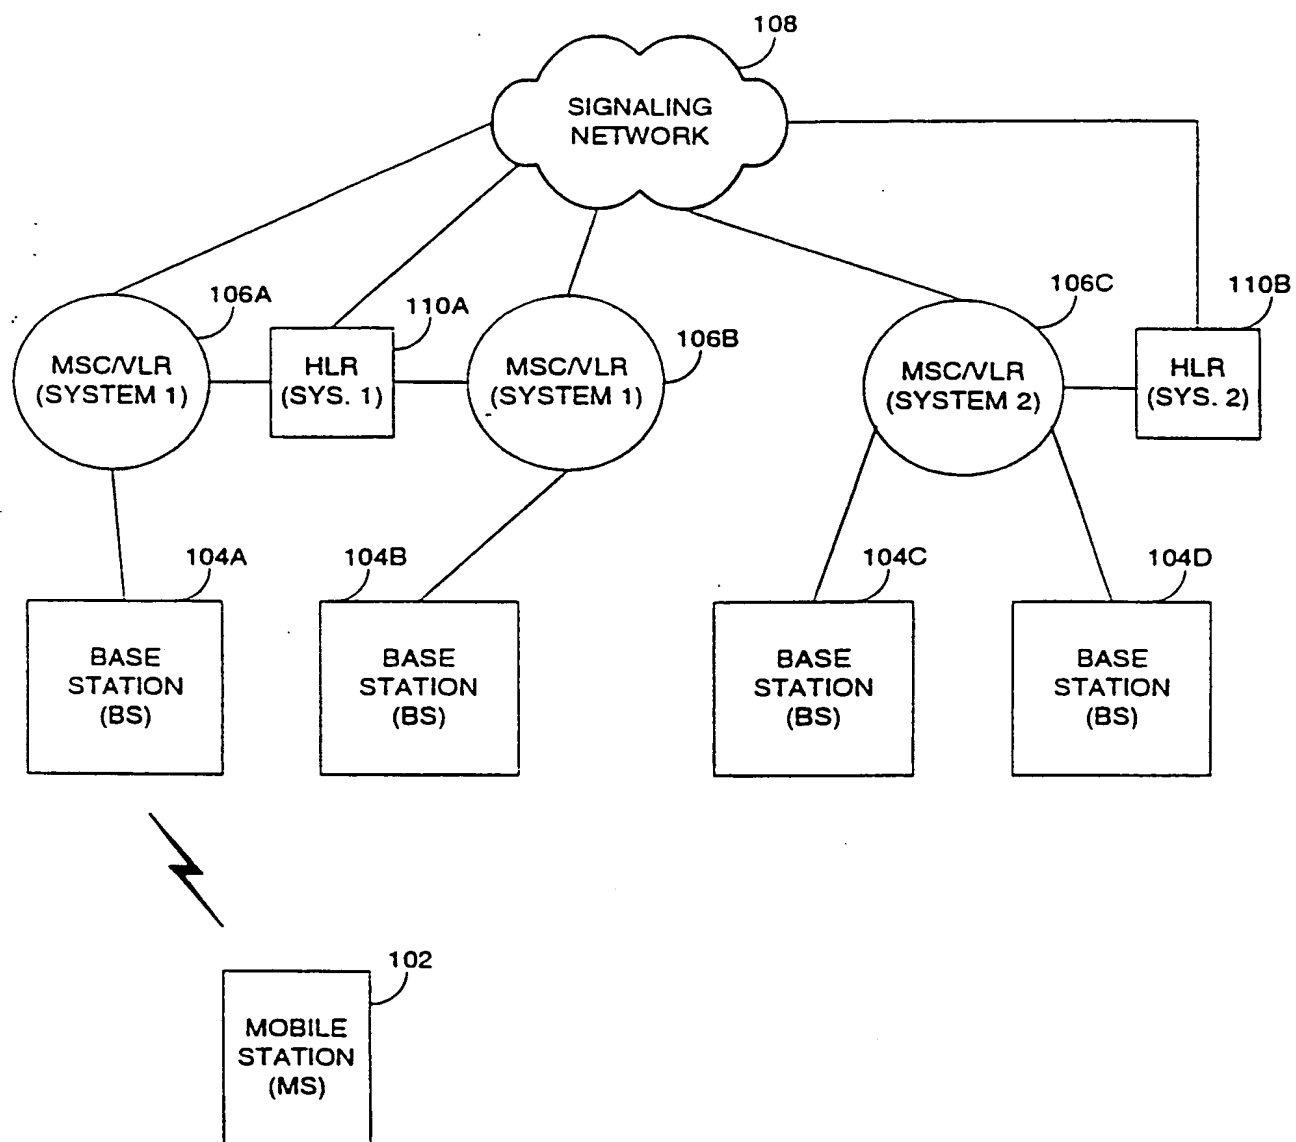 108
SIGNALING
NETWORK
106A
110A
106B
106C
110B
MSC/VLR
(SYSTEM 1)
HLR
(SYS. 1)
MSC/VLR
(SYSTEM 1)
MSC/VLR
(SYSTEM 2)
HLR
(SYS. 2)
104A
104B
104C
104D
BASE
STATION
(BS)
BASE
STATION
(BS)
BASE
STATION
(BS)
BASE
STATION
(BS)
102
MOBILE
STATION
(MS)